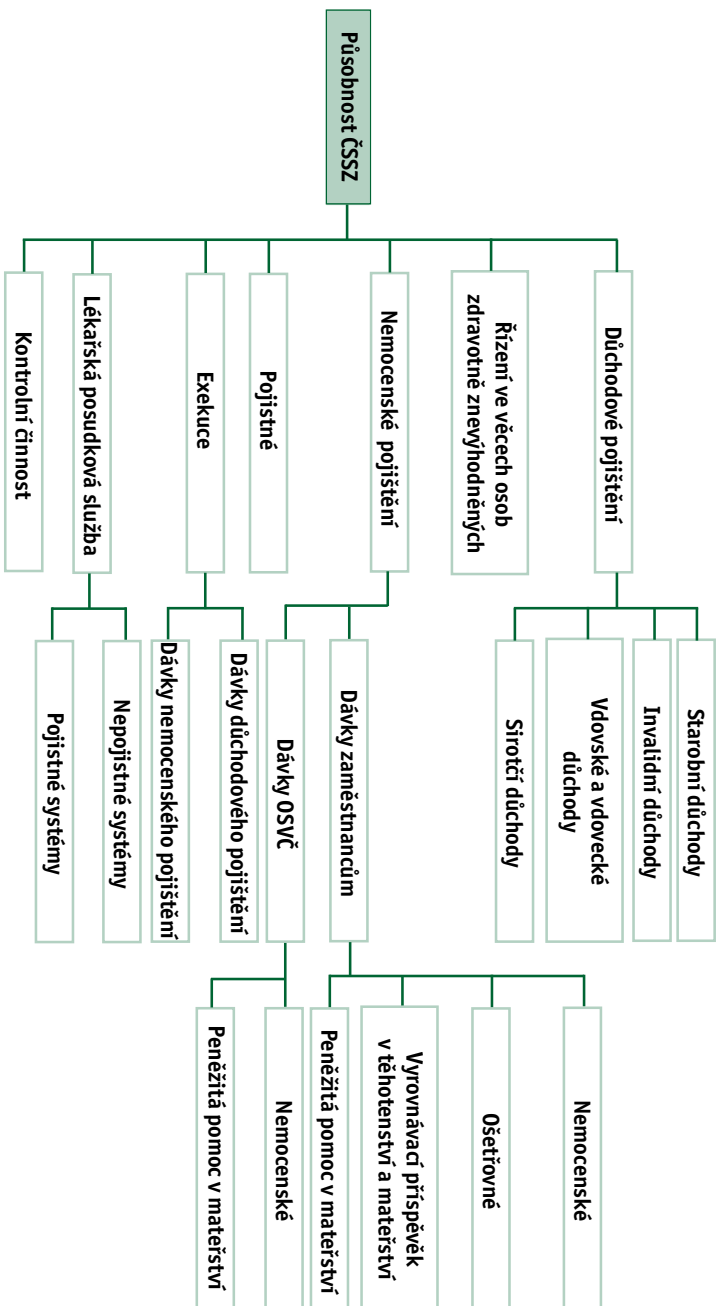 Působnost ČSSZ
Důchodové pojištění
Starobní důchody
Invalidní důchody
Vdovské a vdovecké
důchody
Sirotčí důchody
Řízení ve věcech osob
zdravotně znevýhodněných
Nemocenské pojištění
Dávky zaměstnancům
Nemocenské
Ošetřovné
Vyrovnávací příspěvěk
v těhotenství a mateřství
Peněžitá pomoc v mateřství
Dávky OSVČ
Nemocenské
Peněžitá pomoc v mateřství
Pojistné
Exekuce
Dávky důchodového pojištění
Dávky nemocenského pojištění
Lékařská posudková služba
Nepojistné systémy
Pojistné systémy
Kontrolní činnost